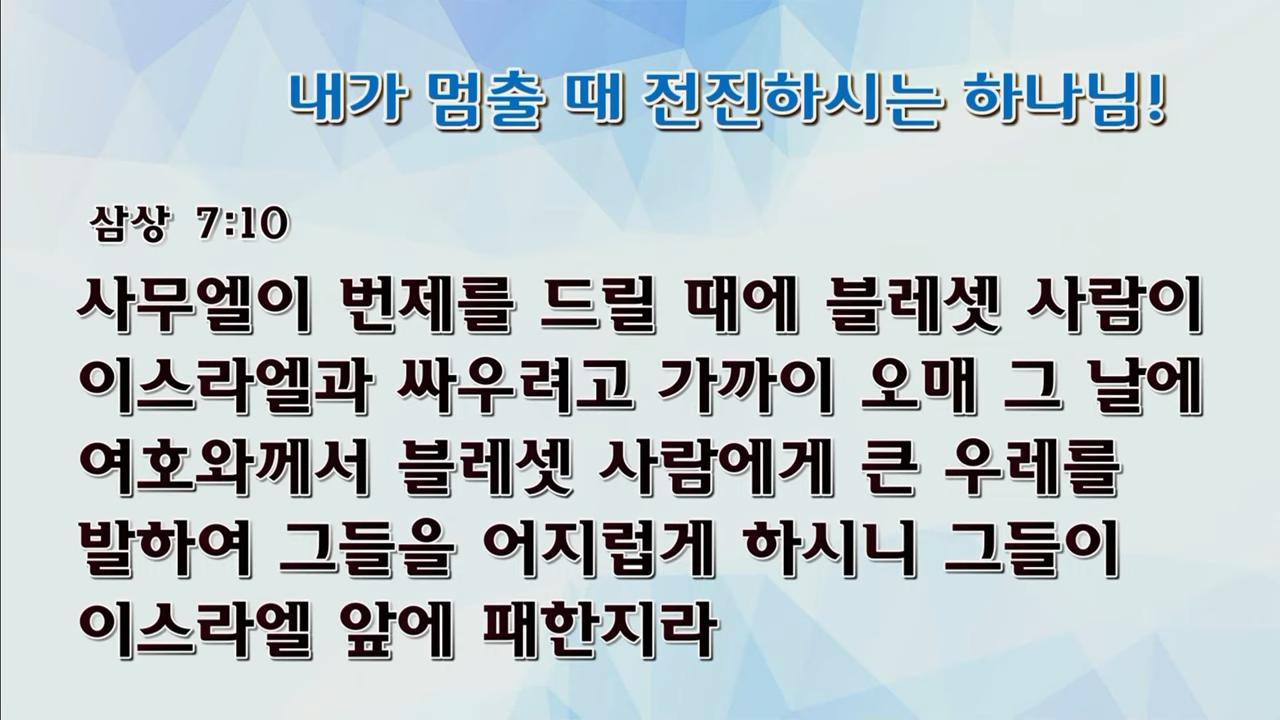 내가 멈출 때 전진하시는 하나님!
삼상 7:10
사무엘이 번제를 드릴 때에 블레셋 사람이
이스라엘과 싸우려고 가까이 오매 그 날에
여호와께서 블레셋 사람에게 큰 우레를
발하여 그들을 어지럽게 하시니 그들이
이스라엘 앞에 패한지라